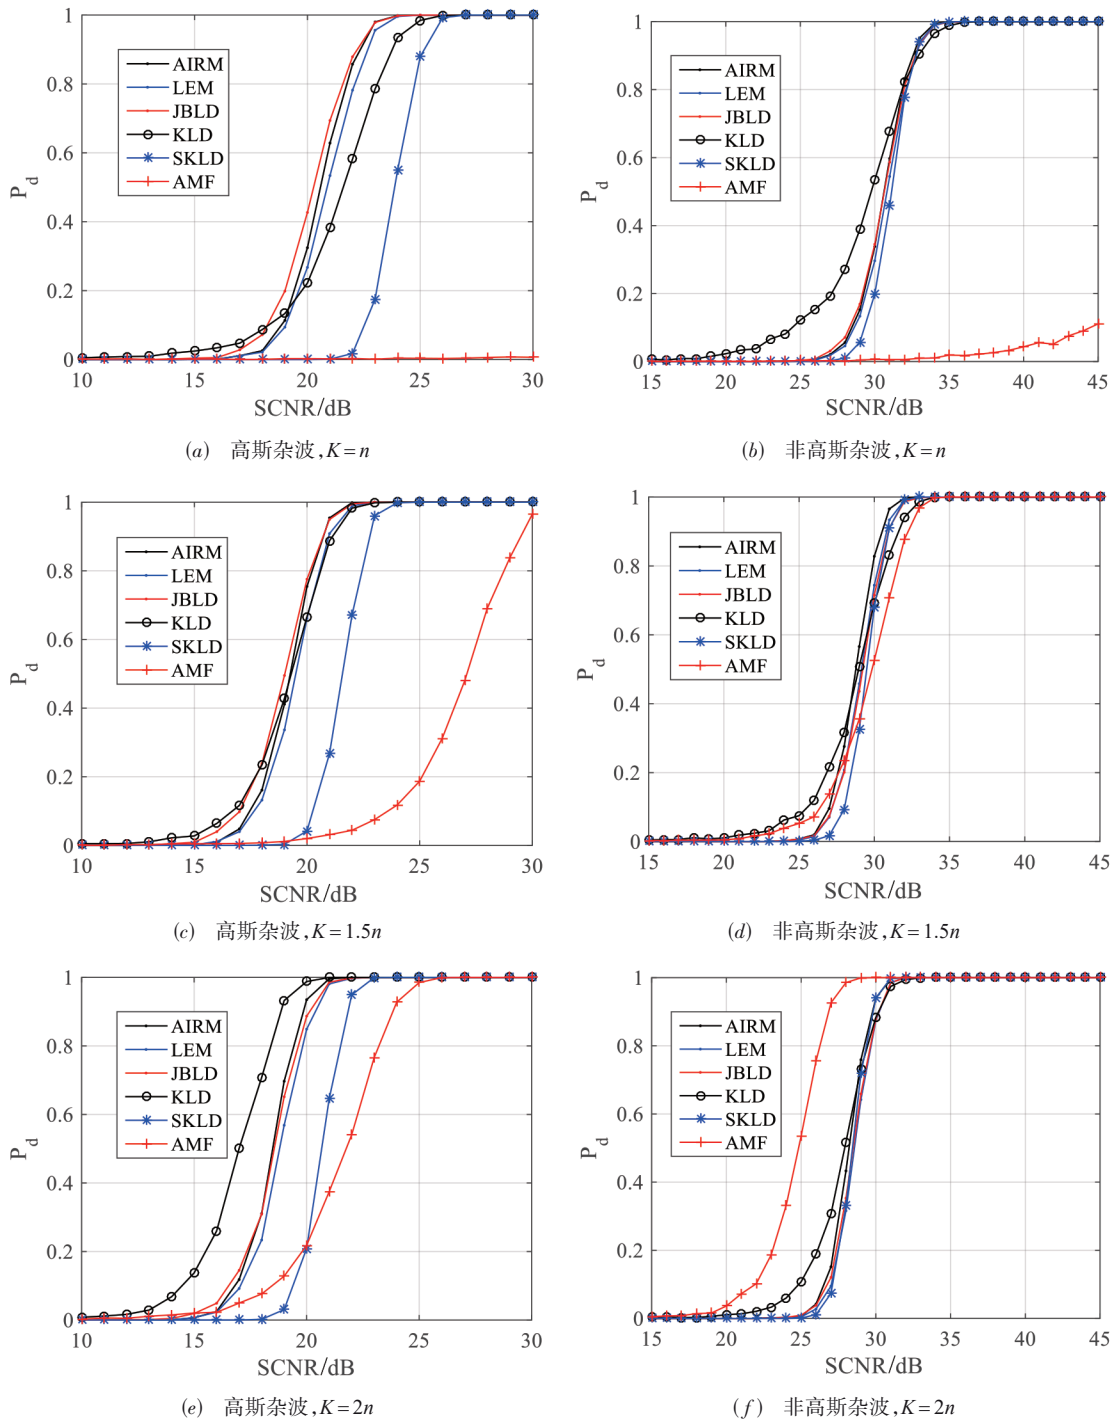 1
0.8
0.6
0.4
0.2
0
P_d
AIRM
LEM
JBLD
KLD
SKLD
AMF
10 15 20 25 30
SCNR/dB
(a) 高斯杂波,K=n
1
0.8
0.6
0.4
0.2
0
P_d
AIRM
LEM
JBLD
KLD
SKLD
AMF
15 20 25 30 35 40 45
SCNR/dB
(b) 非高斯杂波,K=n
1
0.8
0.6
0.4
0.2
0
P_d
AIRM
LEM
JBLD
KLD
SKLD
AMF
10 15 20 25 30
SCNR/dB
(c) 高斯杂波,K=1.5n
1
0.8
0.6
0.4
0.2
0
P_d
AIRM
LEM
JBLD
KLD
SKLD
AMF
15 20 25 30 35 40 45
SCNR/dB
(d) 非高斯杂波,K=1.5n
1
0.8
0.6
0.4
0.2
0
P_d
AIRM
LEM
JBLD
KLD
SKLD
AMF
10 15 20 25 30
SCNR/dB
(e) 高斯杂波,K=2n
1
0.8
0.6
0.4
0.2
0
P_d
AIRM
LEM
JBLD
KLD
SKLD
AMF
15 20 25 30 35 40 45
SCNR/dB
(f) 非高斯杂波,K=2n